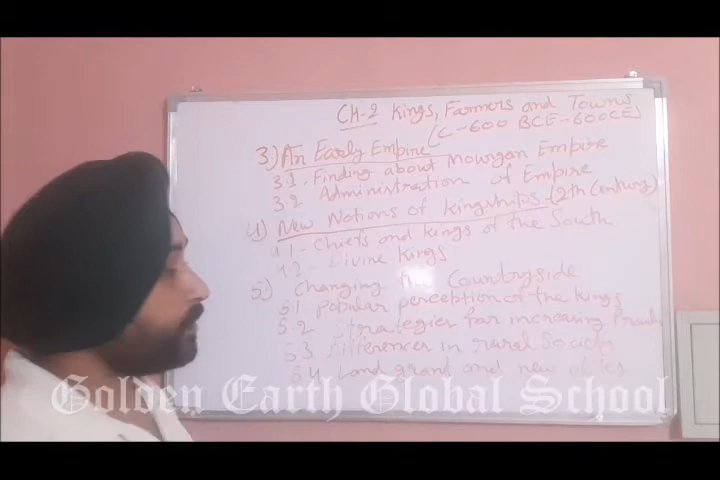 CH-2 Kings, Farmers and Towns
(C-600 BCE-600CE)
3) An Early Empire
3.1. Finding about Mowryan Empire
3.2 Administration of Empire
4) New Notions of kingships-(2th Century)
4.1- Chiefs and kings of the South
4.2- Divine Kings
5) Changing the Countryside
5.1 popular perception of the kings
5.2 Strategies for increasing
5.3 Differences in rural Society
5.4 Land grant and new
Golden Earth Global School